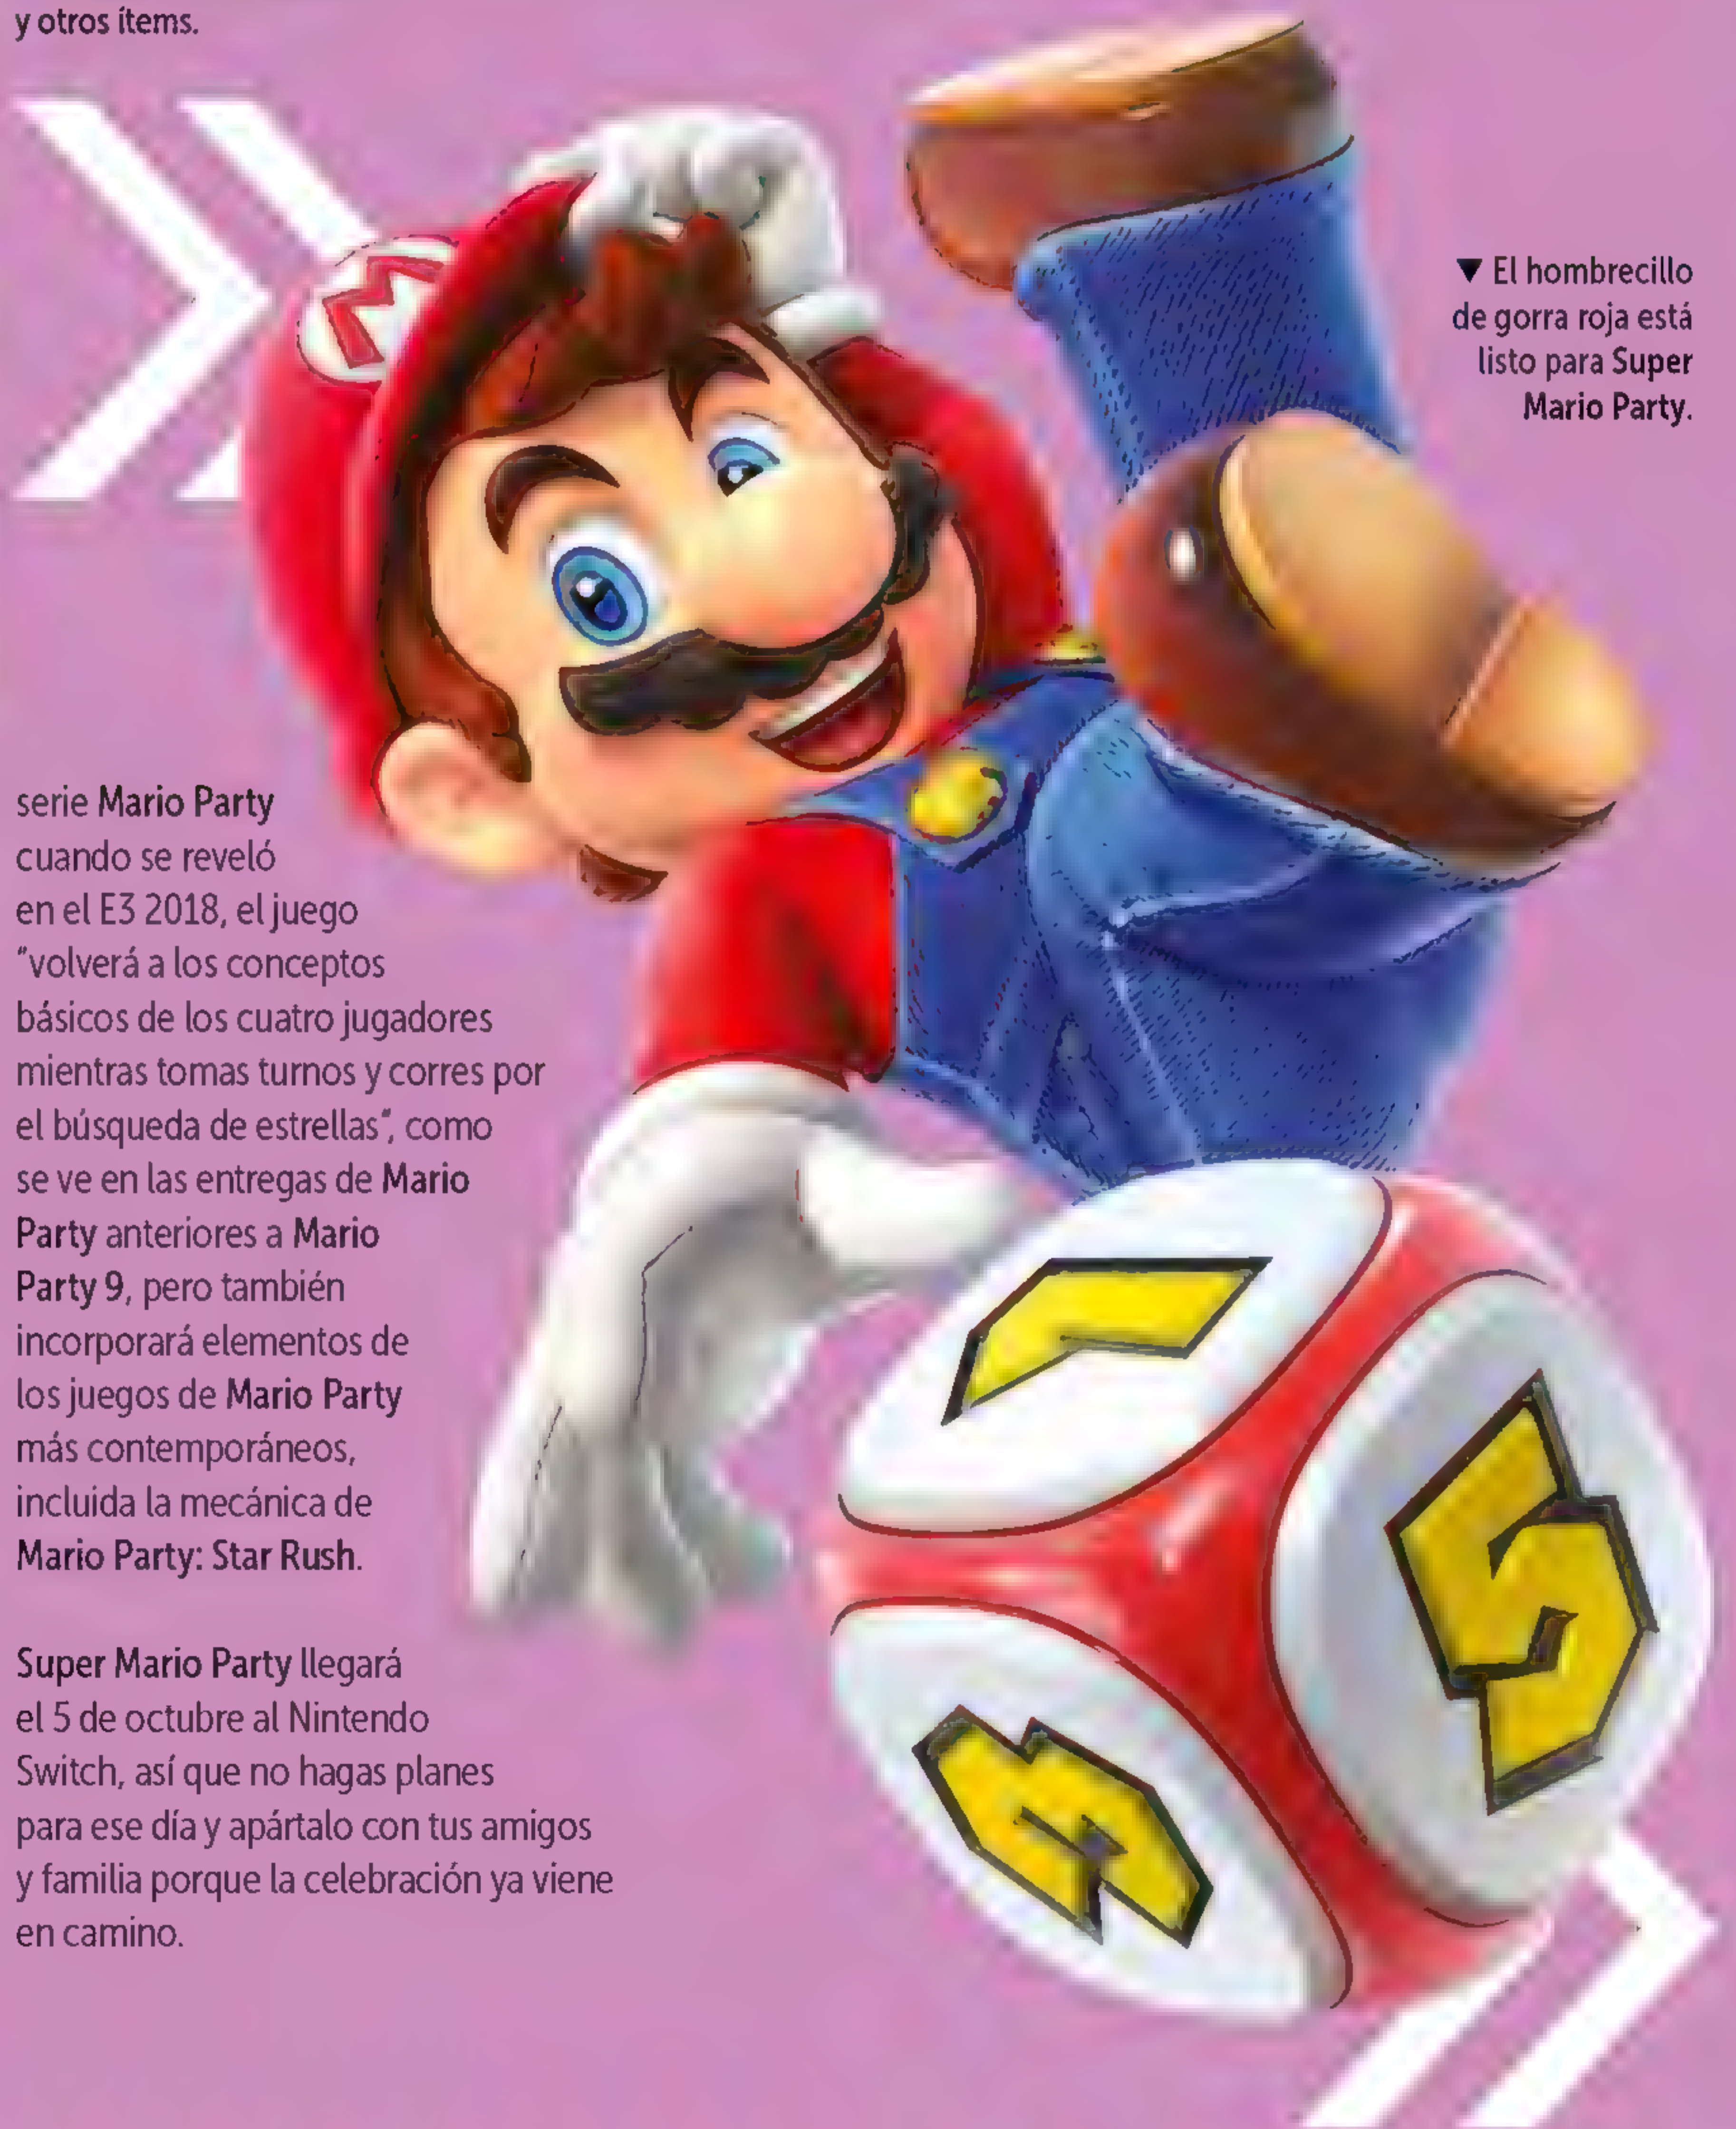 y otros ítems.
M
▼ El hombrecillo
de gorra roja está
listo para Super
Mario Party.
serie Mario Party
cuando se reveló
en el E3 2018, el juego
“volverá a los conceptos
básicos de los cuatro jugadores
mientras tomas turnos y corres por
el búsqueda de estrellas”, como
se ve en las entregas de Mario
Party anteriores a Mario
Party 9, pero también
incorporará elementos de
los juegos de Mario Party
más contemporáneos,
incluida la mecánica de
Mario Party: Star Rush.
Super Mario Party llegará
el 5 de octubre al Nintendo
Switch, así que no hagas planes
para ese día y apártalo con tus amigos
y familia porque la celebración ya viene
en camino.
1
5
4